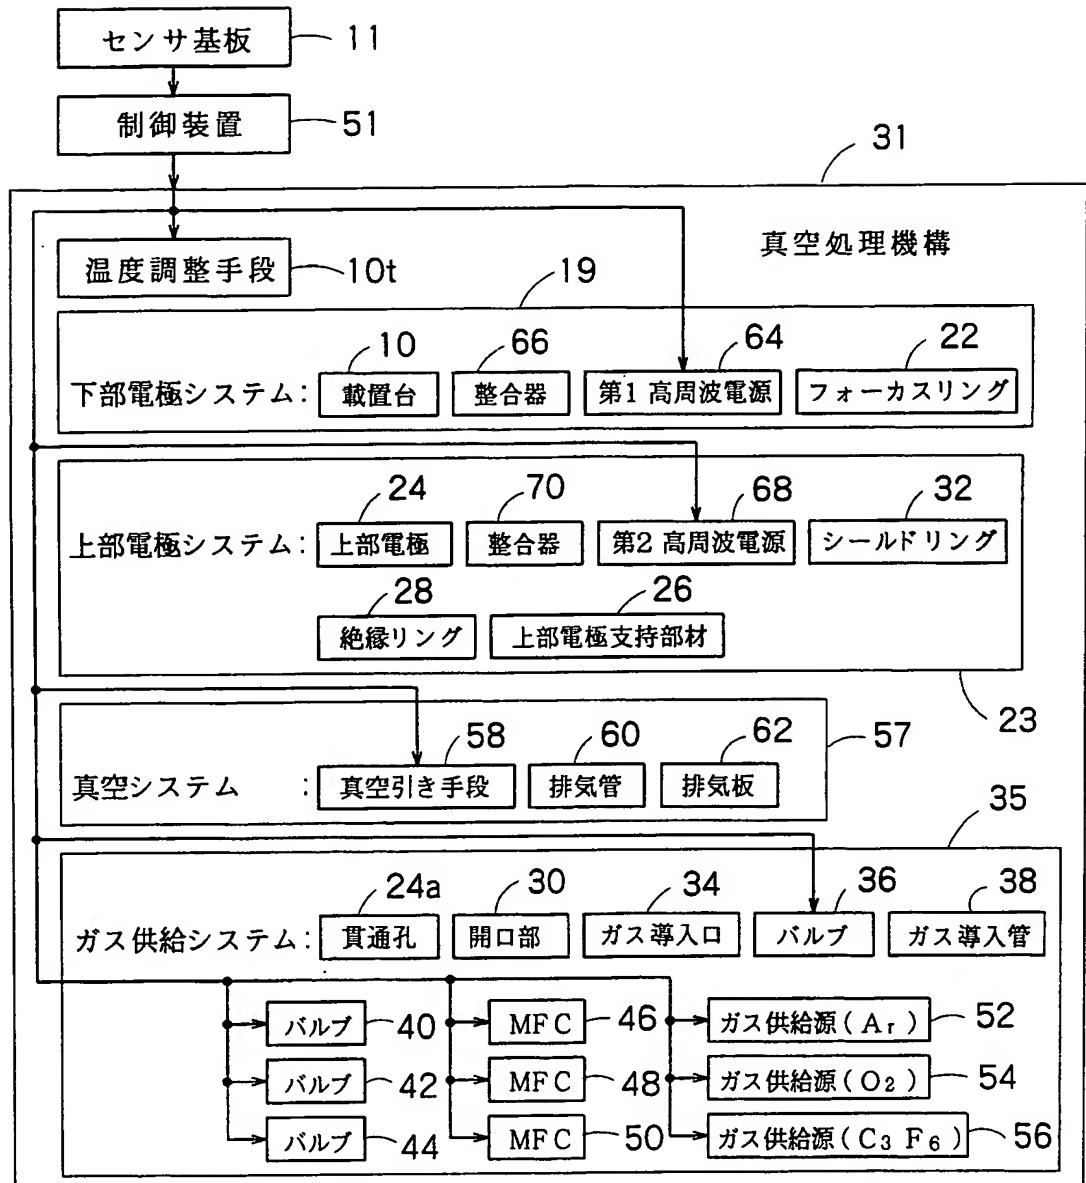 センサ基板 11
制御装置 51
31
真空処理機構
温度調整手段 10t
19
10 66 64 22
下部電極システム: 載置台 整合器 第1高周波電源 フォーカスリング
24 70 68 32
上部電極システム: 上部電極 整合器 第2高周波電源 シールドリング
28 26
絶縁リング 上部電極支持部材
23
58 60 62 57
真空システム : 真空引き手段 排気管 排気板
35
24a 30 34 36 38
ガス供給システム: 貫通孔 開口部 ガス導入口 バルブ ガス導入管
バルブ 40 MFC 46 ガス供給源(Ar) 52
バルブ 42 MFC 48 ガス供給源(O2) 54
バルブ 44 MFC 50 ガス供給源(C3F6) 56